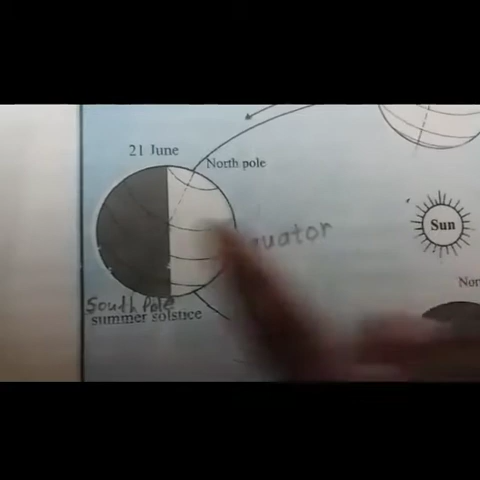 21 June
North pole
Sun
South Pole
summer solstice